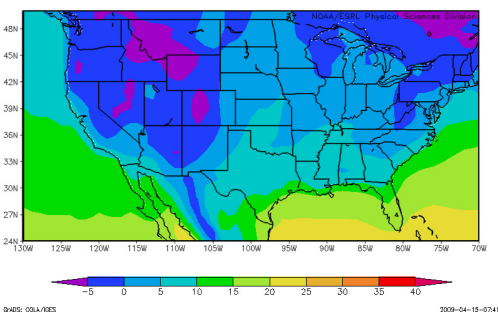 NOAA/ESRL Physical Sciences Division
48N
45N
42N
39N
36N
33N
30N
27N
24N
130W 125W 120W 115W 110W 105W 100W 95W 90W 85W 80W 75W 70W
-5 0 5 10 15 20 25 30 35 40
GrADS: COLA/IGES
2009-04-15-07:41